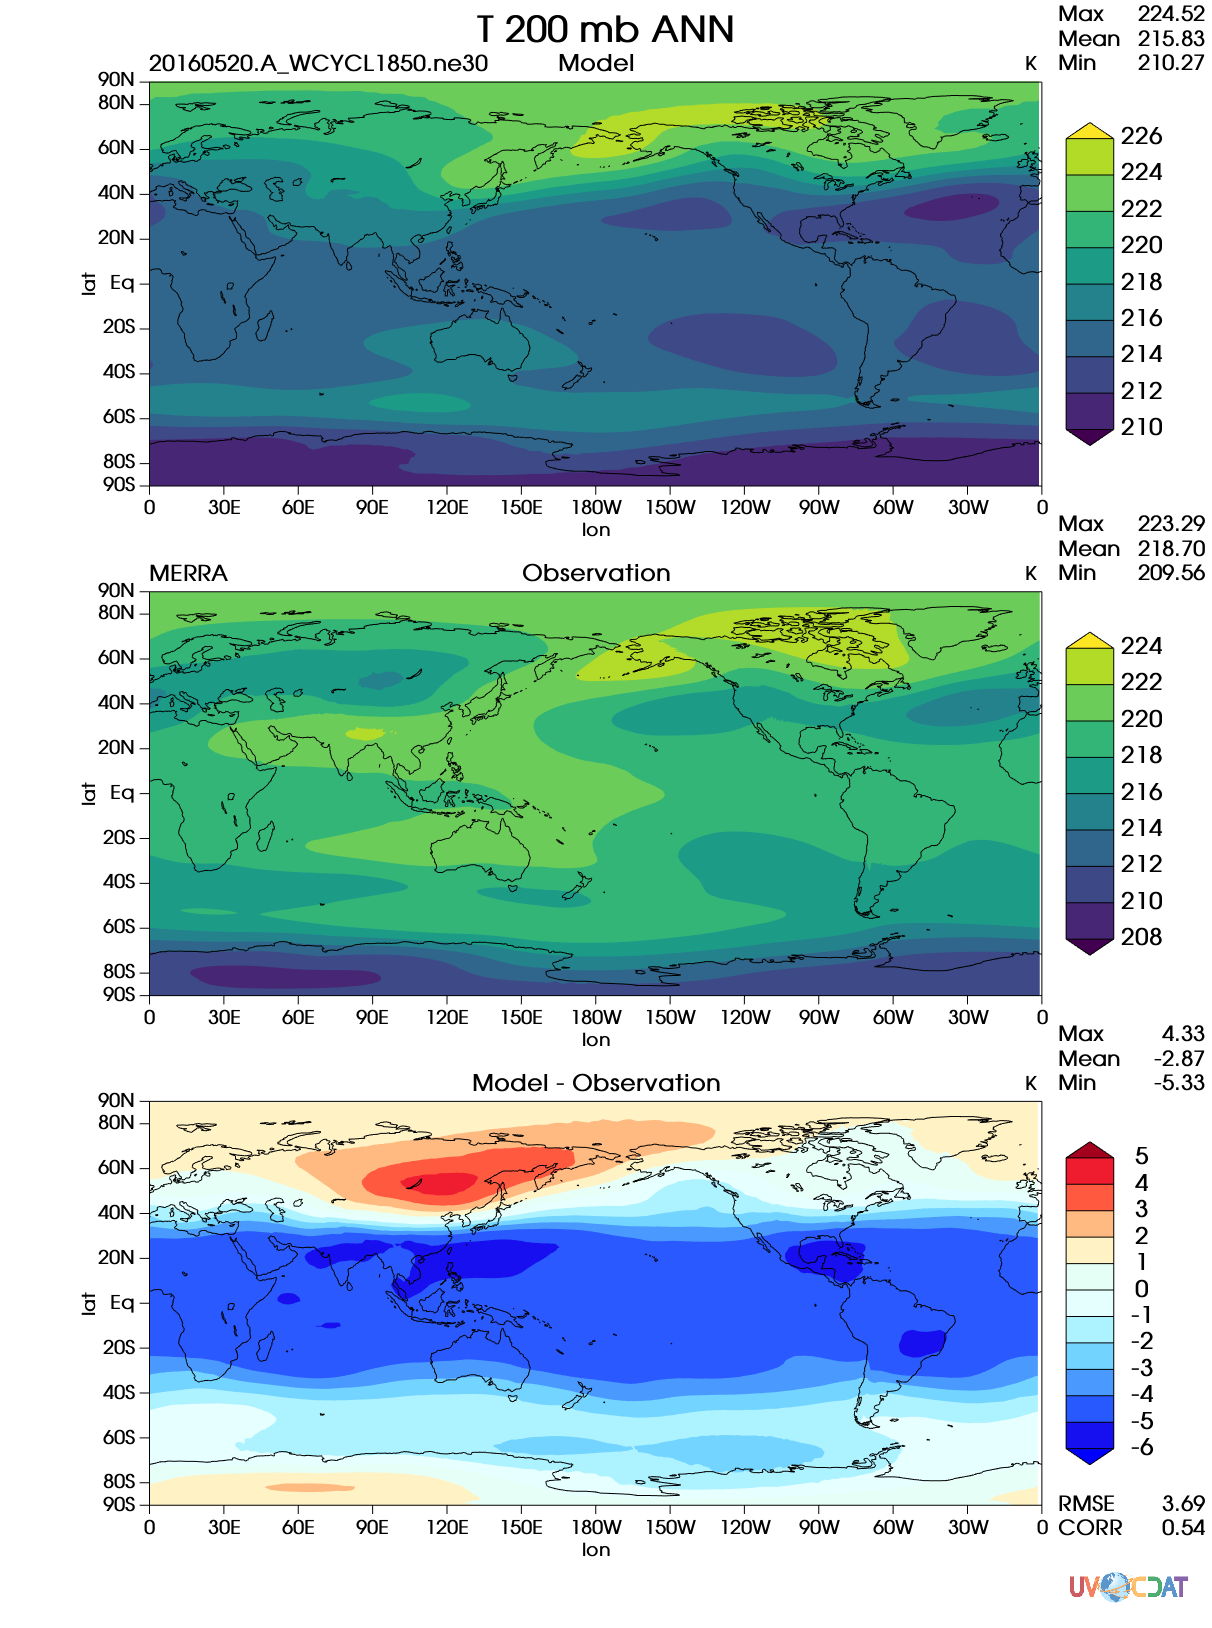 T 200 mb ANN
20160520.A_WCYCL1850.ne30 Model K
Max 224.52
Mean 215.83
Min 210.27
90N
80N
60N
40N
20N
Eq
20S
40S
60S
80S
90S
lat
0 30E 60E 90E 120E 150E 180W 150W 120W 90W 60W 30W 0
lon
226
224
222
220
218
216
214
212
210
MERRA Observation K
Max 223.29
Mean 218.70
Min 209.56
90N
80N
60N
40N
20N
Eq
20S
40S
60S
80S
90S
lat
0 30E 60E 90E 120E 150E 180W 150W 120W 90W 60W 30W 0
lon
224
222
220
218
216
214
212
210
208
Model - Observation K
Max 4.33
Mean -2.87
Min -5.33
90N
80N
60N
40N
20N
Eq
20S
40S
60S
80S
90S
lat
0 30E 60E 90E 120E 150E 180W 150W 120W 90W 60W 30W 0
lon
5
4
3
2
1
0
-1
-2
-3
-4
-5
-6
RMSE 3.69
CORR 0.54
UV CDAT